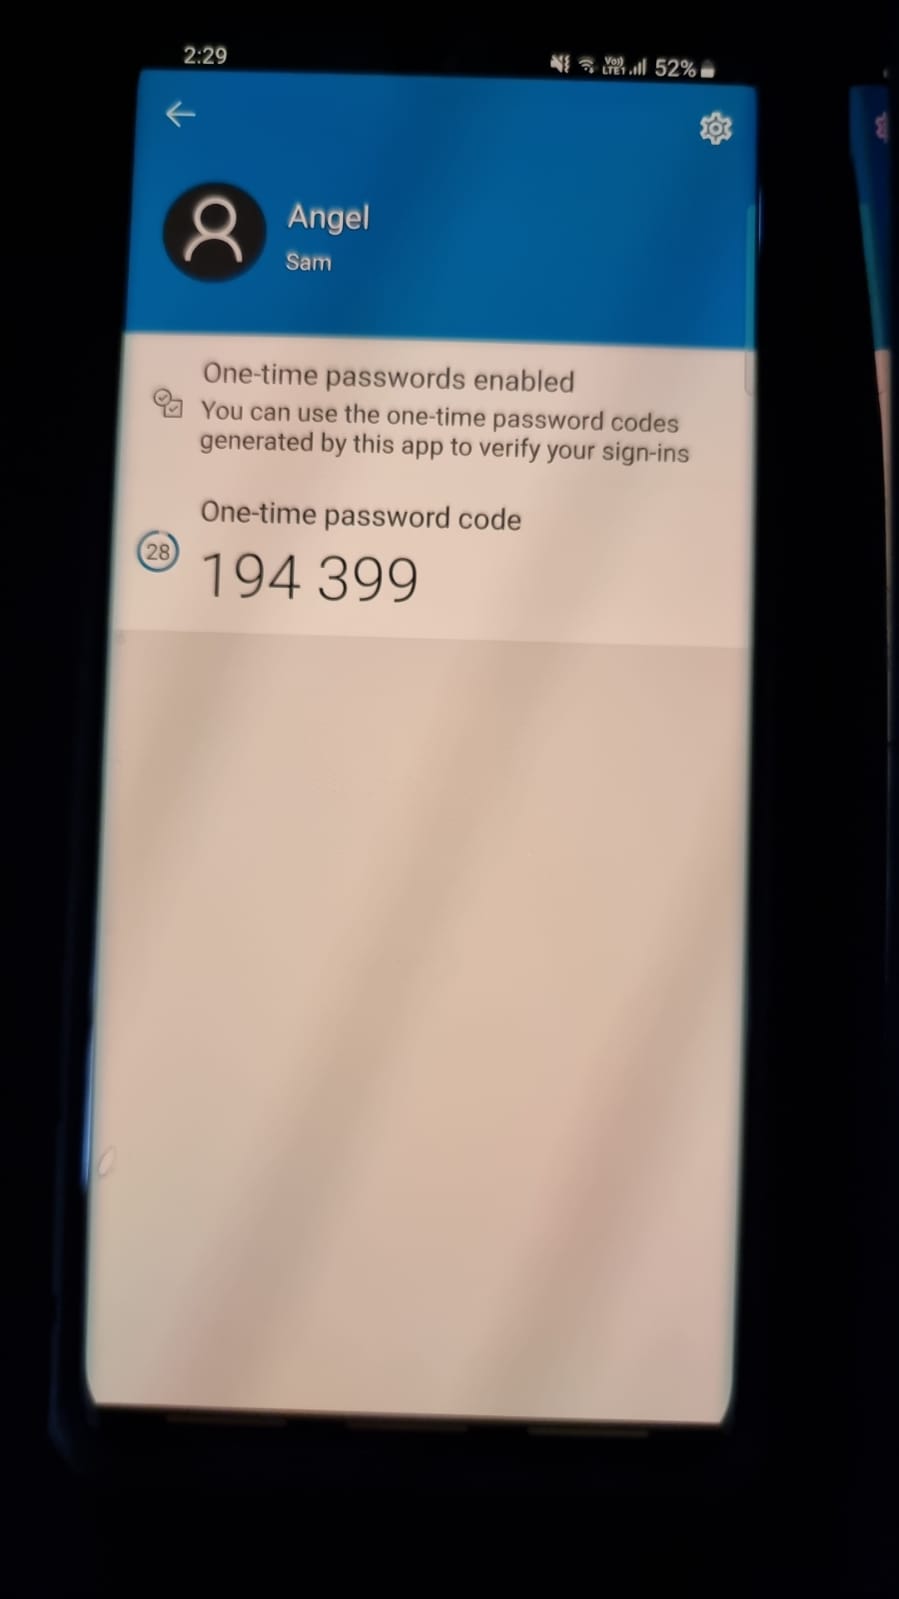 2:29 Vo)) LTE1 52%
Angel
Sam
One-time passwords enabled
You can use the one-time password codes
generated by this app to verify your sign-ins
One-time password code
28
194 399